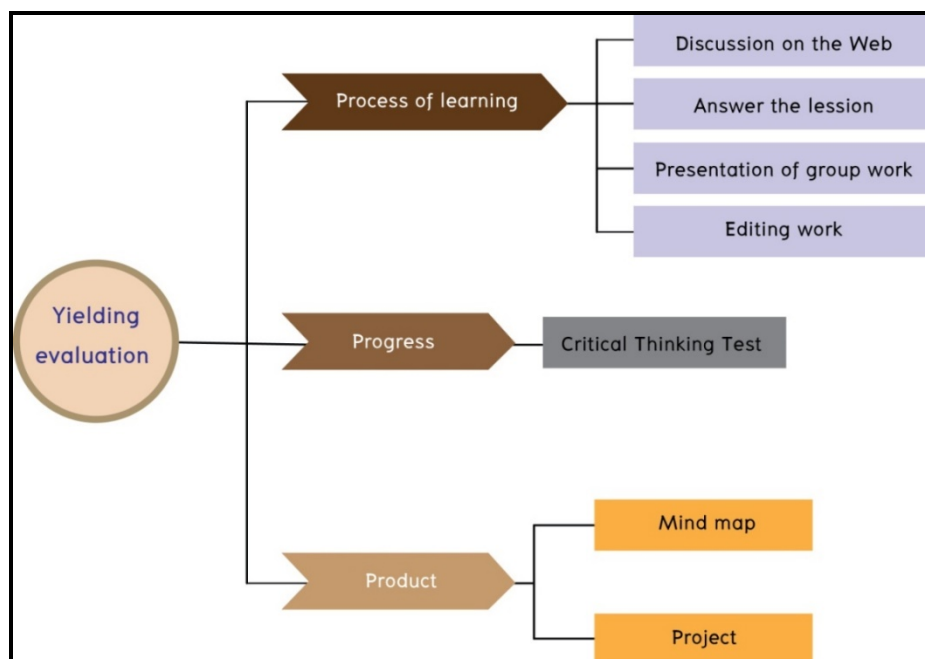 Yielding
evaluation
Process of learning
Discussion on the Web
Answer the lession
Presentation of group work
Editing work
Progress
Critical Thinking Test
Product
Mind map
Project